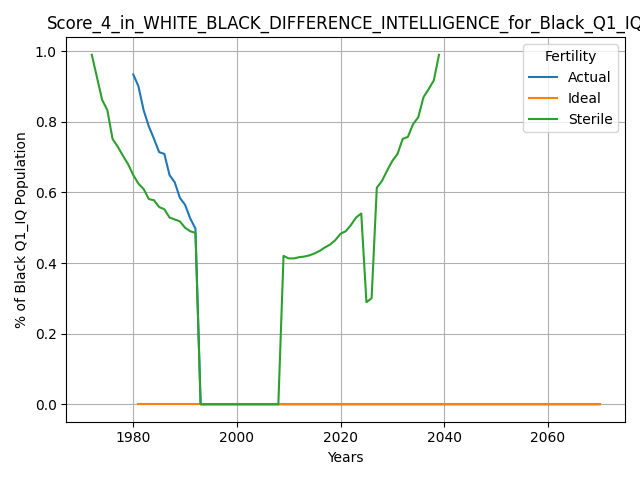 Score_4_in_WHITE_BLACK_DIFFERENCE_INTELLIGENCE_for_Black_Q1_IQ
Fertility
Actual
Ideal
Sterile
% of Black Q1_IQ Population
1.0
0.8
0.6
0.4
0.2
0.0
1980 2000 2020 2040 2060
Years